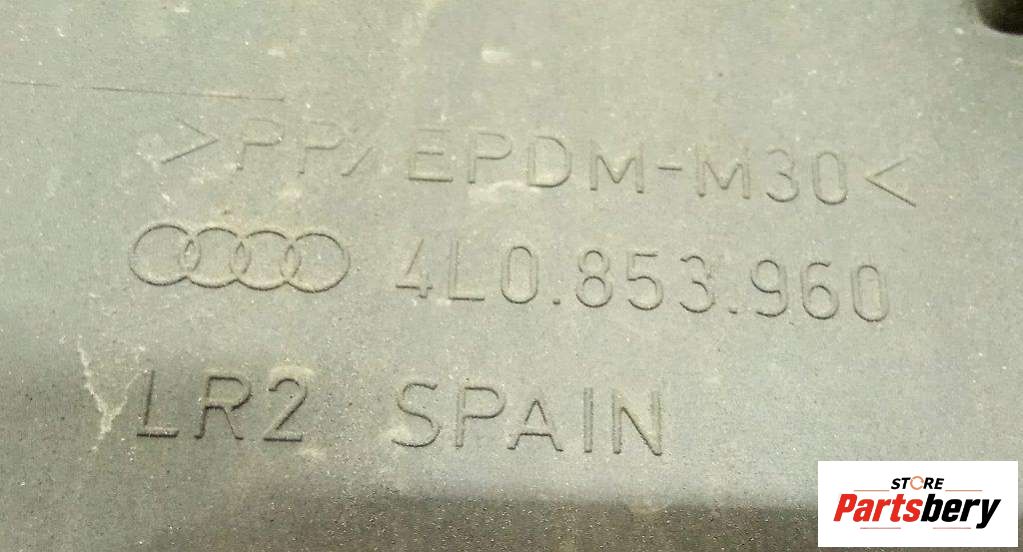 >PP/EPDM-M30<
4L0.853.960
LR2 SPAIN
STORE
Partsbery